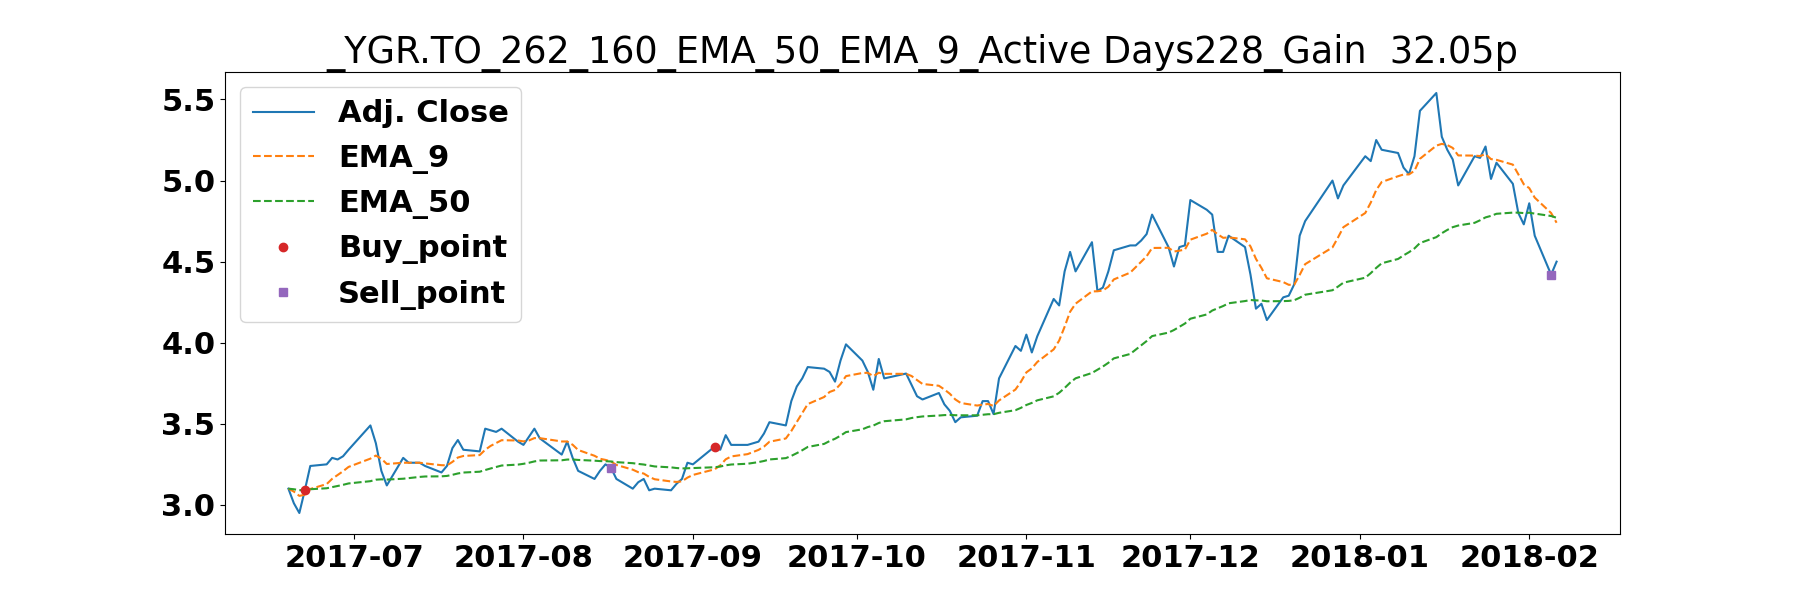 _YGR.TO_262_160_EMA_50_EMA_9_Active Days228_Gain  32.05p
5.5
5.0
4.5
4.0
3.5
3.0
Adj. Close
EMA_9
EMA_50
Buy_point
Sell_point
2017-07 2017-08 2017-09 2017-10 2017-11 2017-12 2018-01 2018-02